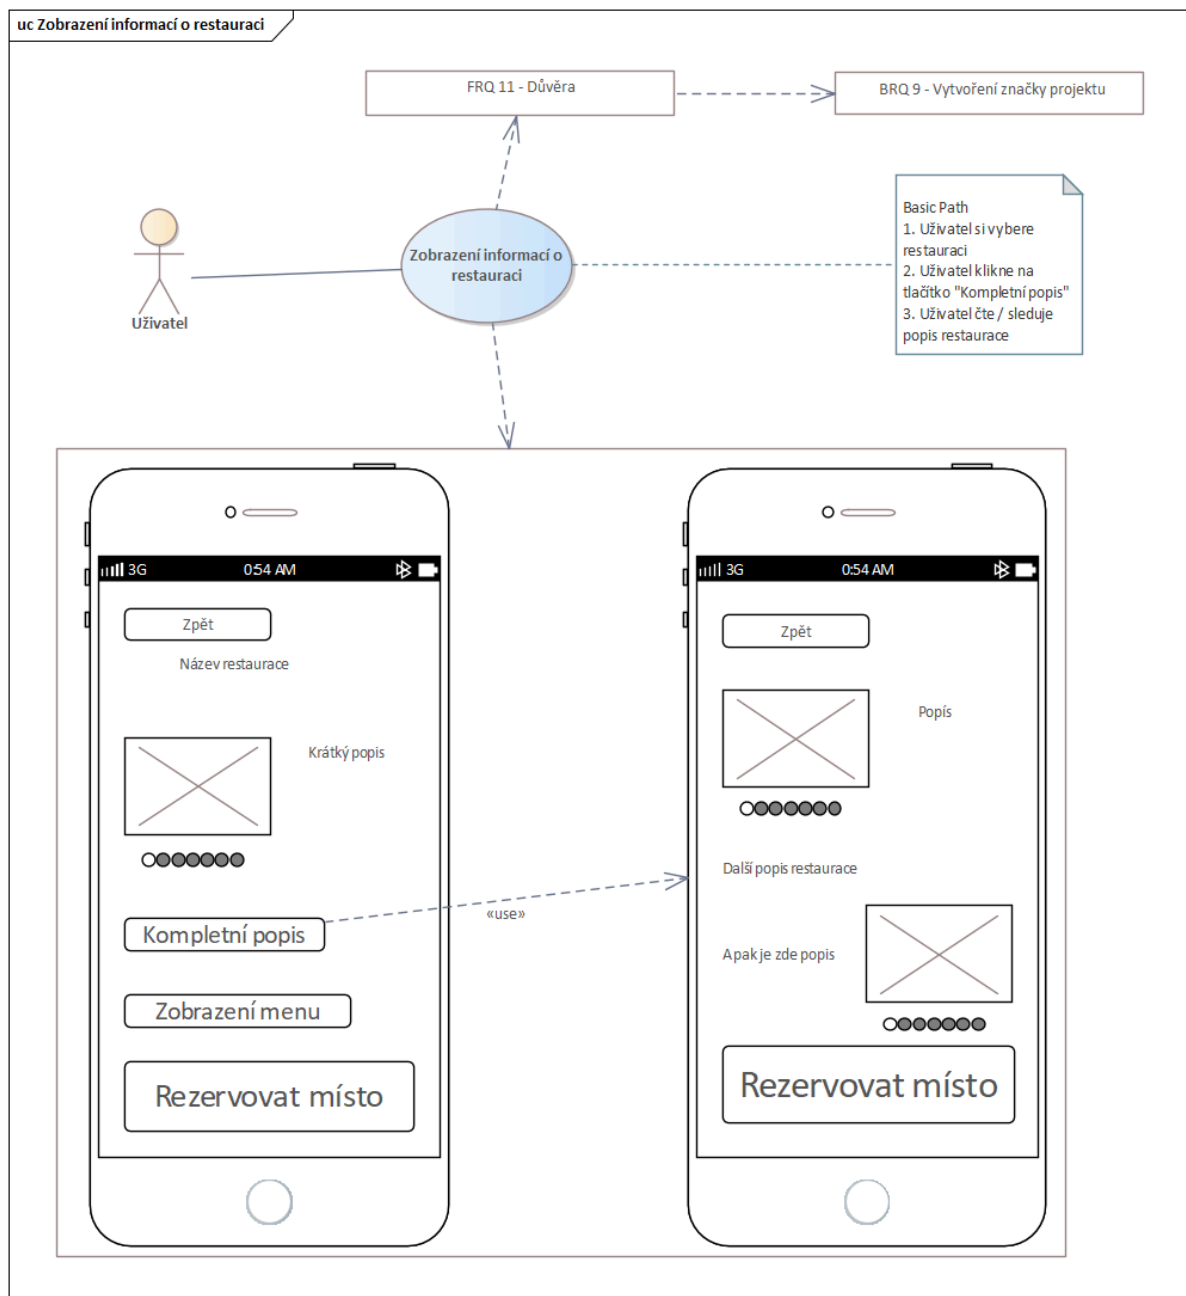 uc Zobrazení informací o restauraci
FRQ 11 - Důvěra
BRQ 9 - Vytvoření značky projektu
Zobrazení informací o
restauraci
Uživatel
Basic Path
1. Uživatel si vybere
restauraci
2. Uživatel klikne na
tlačítko "Kompletní popis"
3. Uživatel čte / sleduje
popis restaurace
3G
0:54 AM
Zpět
Název restaurace
Krátký popis
Kompletní popis
Zobrazení menu
Rezervovat místo
«use»
3G
0:54 AM
Zpět
Popís
Další popis restaurace
A pak je zde popis
Rezervovat místo